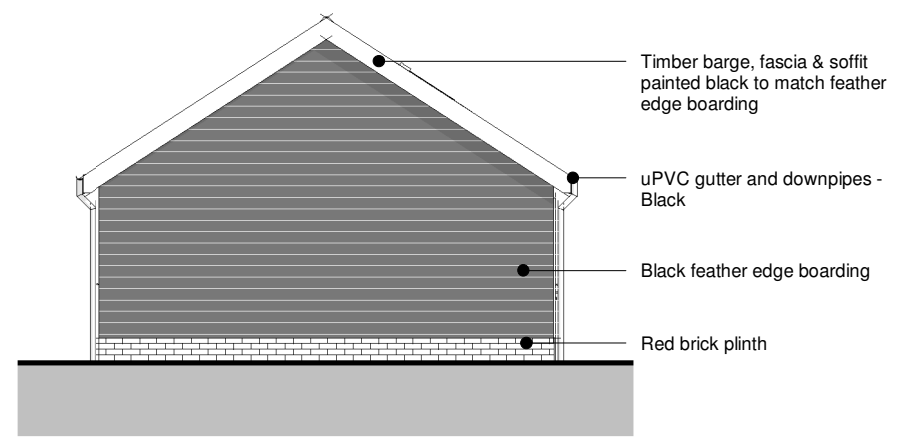 Timber barge, fascia & soffit
painted black to match feather
edge boarding
uPVC gutter and downpipes -
Black
Black feather edge boarding
Red brick plinth